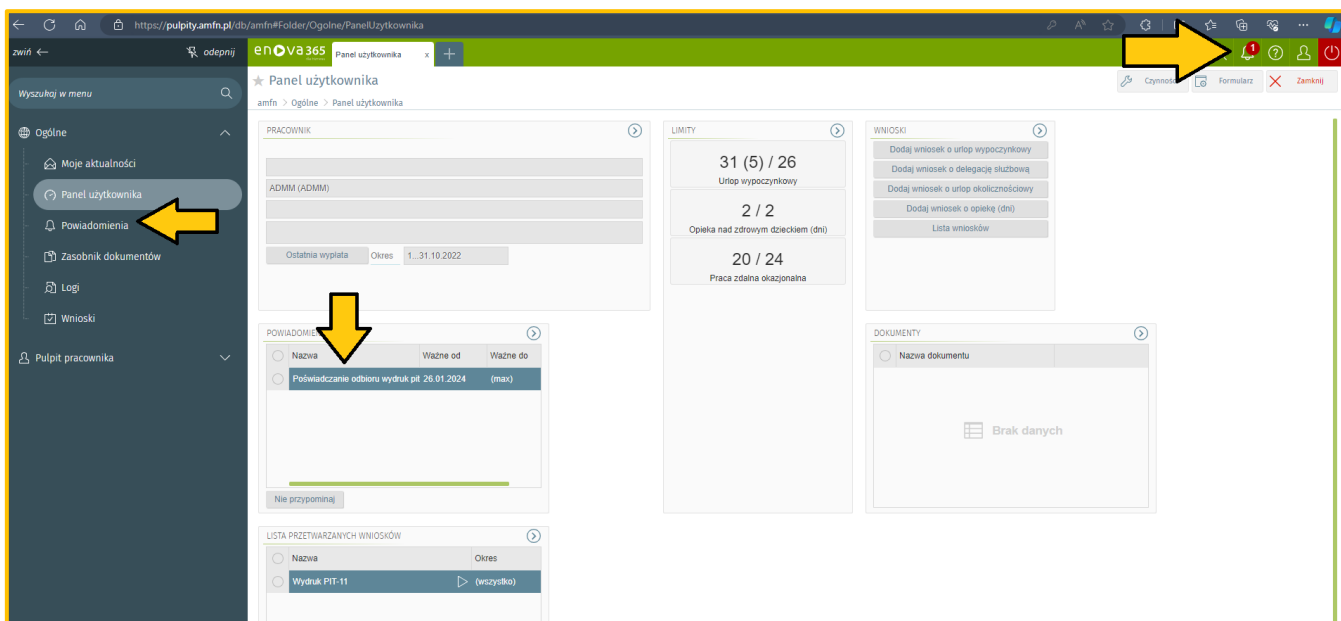 https://pulpity.amfn.pl/db/amfn#Folder/Ogolne/PanelUzytkownika
zwiń ← odepnij
enova365 Panel użytkownika x +
1
Wyszukaj w menu
Ogólne
Moje aktualności
Panel użytkownika
Powiadomienia
Zasobnik dokumentów
Logi
Wnioski
Pulpit pracownika
Panel użytkownika
Formularz Zamknij
amfn > Ogólne > Panel użytkownika
PRACOWNIK
ADMM (ADMM)
Ostatnia wypłata Okres 1...31.10.2022
LIMITY
31 (5) / 26
Urlop wypoczynkowy
2 / 2
Opieka nad zdrowym dzieckiem (dni)
20 / 24
Praca zdalna okazjonalna
WNIOSKI
Dodaj wniosek o urlop wypoczynkowy
Dodaj wniosek o delegację służbową
Dodaj wniosek o urlop okolicznościowy
Dodaj wniosek o opiekę (dni)
Lista wniosków
Nazwa Ważne od Ważne do
Poświadczanie odbioru wydruk pit 26.01.2024 (max)
Nie przypominaj
DOKUMENTY
Nazwa dokumentu
Brak danych
LISTA PRZETWARZANYCH WNIOSKÓW
Nazwa Okres
Wydruk PIT-11 (wszystko)